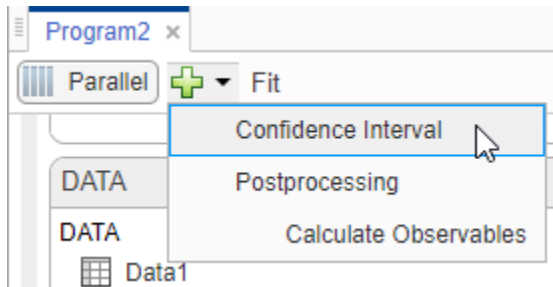 Program2 ×
Parallel Fit
Confidence Interval
DATA
Postprocessing
DATA
Calculate Observables
Data1